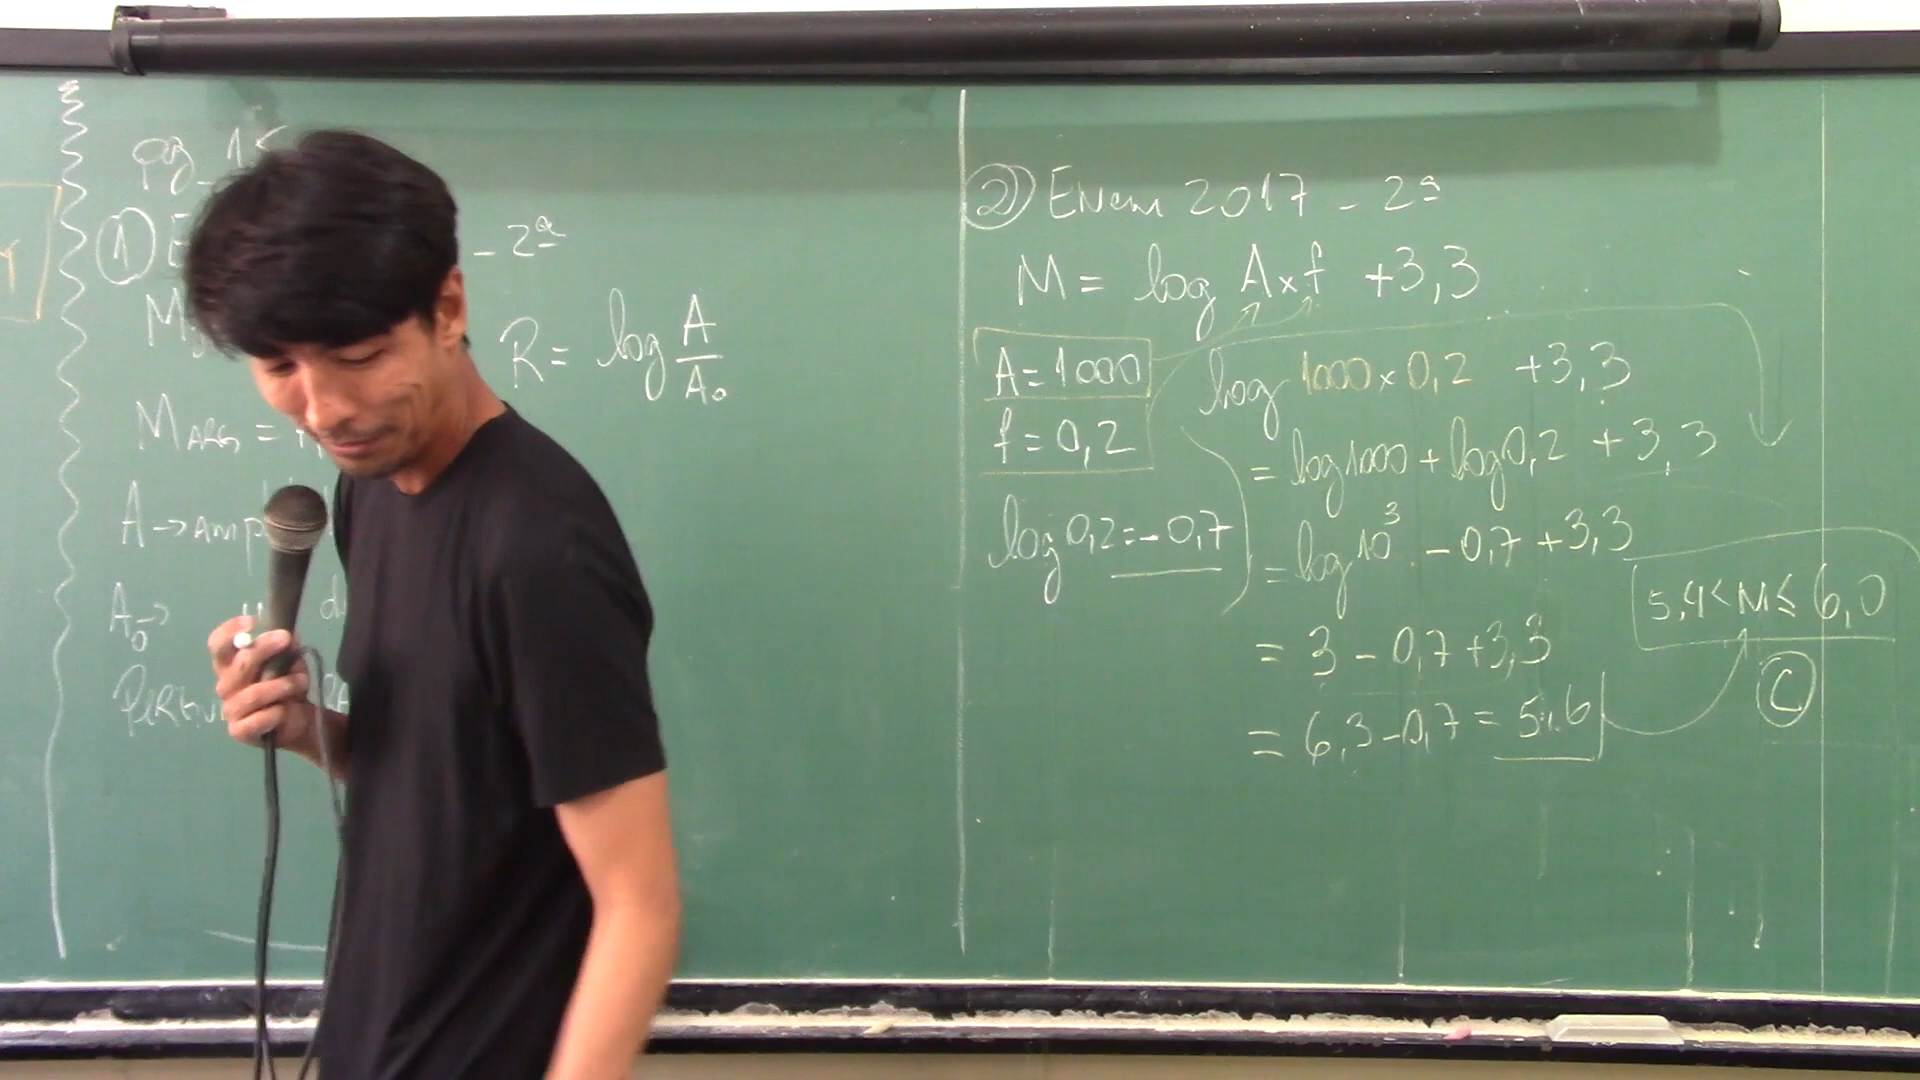 pg.
① - 2ª
R = log A/A₀
M ARG =
A →
A₀ →
② ENEM 2017 - 2ª
M = log A×f +3,3
A = 1000
f = 0,2
log 0,2 = -0,7
log 1000 × 0,2 +3,3
= log 1000 + log 0,2 + 3,3
= log 10³ - 0,7 + 3,3
= 3 - 0,7 + 3,3
= 6,3 - 0,7 = 5,6
5,4 < M ≤ 6,0
Ⓒ